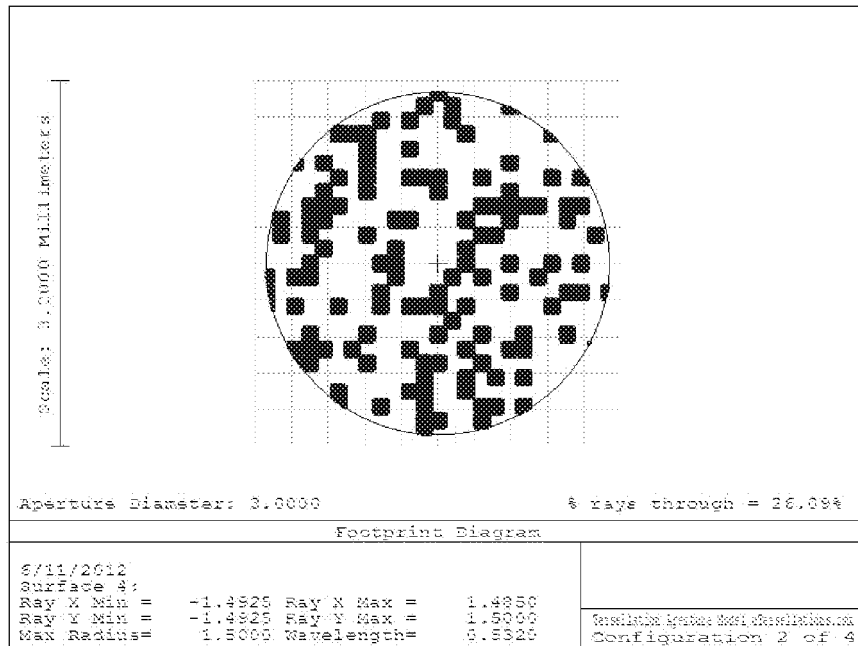 Scale: 3.2000 Millimeters
Aperture Diameter: 3.0000
% rays through = 26.09%
Footprint Diagram
6/11/2012
Surface 4:
Ray X Min = -1.4925 Ray X Max = 1.4850
Ray Y Min = -1.4925 Ray Y Max = 1.5000
Max Radius= 1.5000 Wavelength= 0.5320
Aperture Model
Configuration 2 of 4